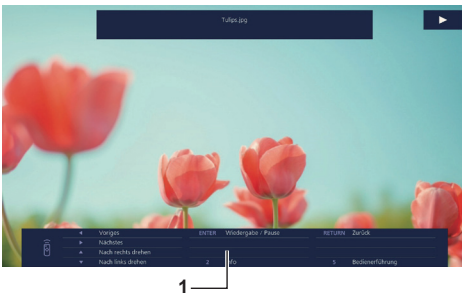 Tulips.jpg
Voriges ENTER Wiedergabe / Pause RETURN Zurück
Nächstes
Nach rechts drehen
Nach links drehen 2 Info 5 Bedienerführung
1